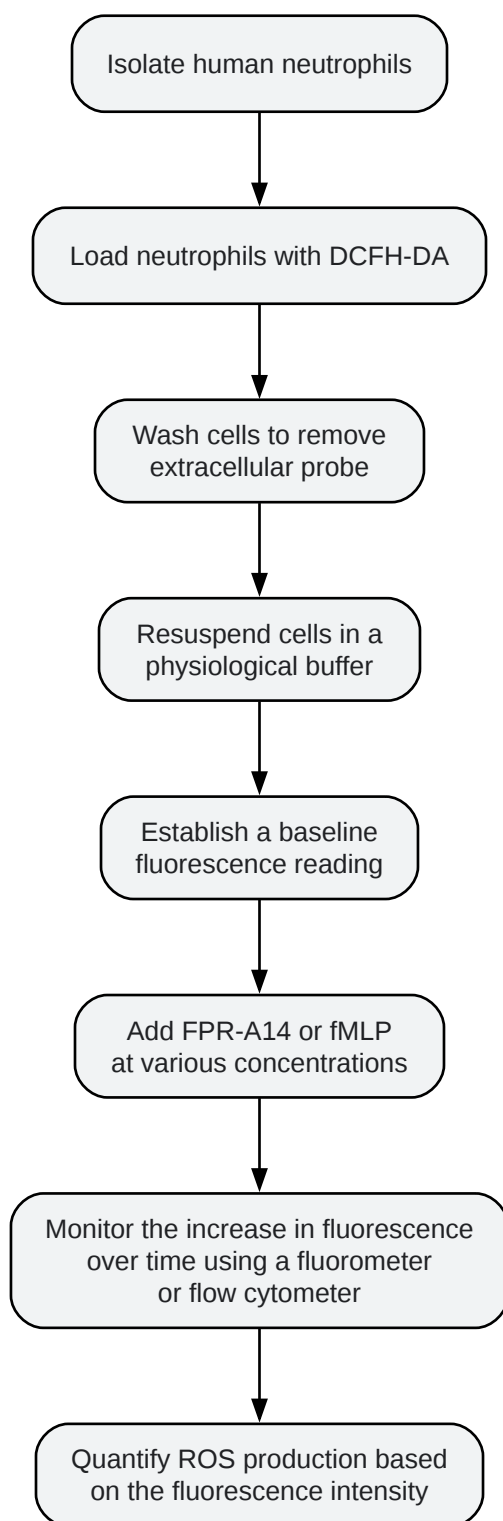 Isolate human neutrophils
Load neutrophils with DCFH-DA
Wash cells to remove
extracellular probe
Resuspend cells in a
physiological buffer
Establish a baseline
fluorescence reading
Add FPR-A14 or fMLP
at various concentrations
Monitor the increase in fluorescence
over time using a fluorometer
or flow cytometer
Quantify ROS production based
on the fluorescence intensity